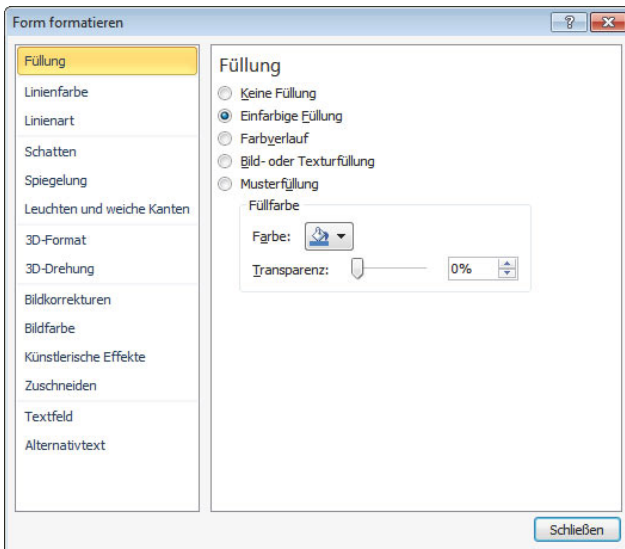 Form formatieren
Füllung
Linienfarbe
Linienart
Schatten
Spiegelung
Leuchten und weiche Kanten
3D-Format
3D-Drehung
Bildkorrekturen
Bildfarbe
Künstlerische Effekte
Zuschneiden
Textfeld
Alternativtext
Füllung
Keine Füllung
Einfarbige Füllung
Farbverlauf
Bild- oder Texturfüllung
Musterfüllung
Füllfarbe
Farbe:
Transparenz: 0%
Schließen